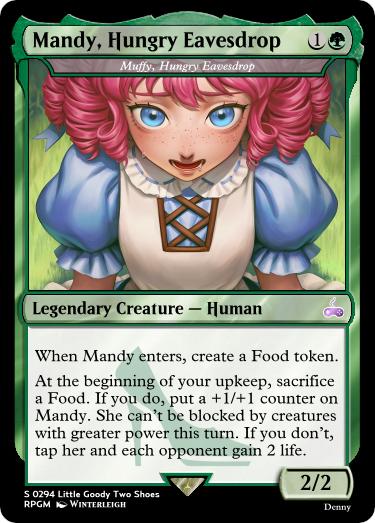 Mandy, Hungry Eavesdrop 1
Muffy, Hungry Eavesdrop
Legendary Creature — Human
When Mandy enters, create a Food token.
At the beginning of your upkeep, sacrifice
a Food. If you do, put a +1/+1 counter on
Mandy. She can't be blocked by creatures
with greater power this turn. If you don't,
tap her and each opponent gain 2 life.
2/2
S 0294 Little Goody Two Shoes
RPGM Winterleigh
Denny